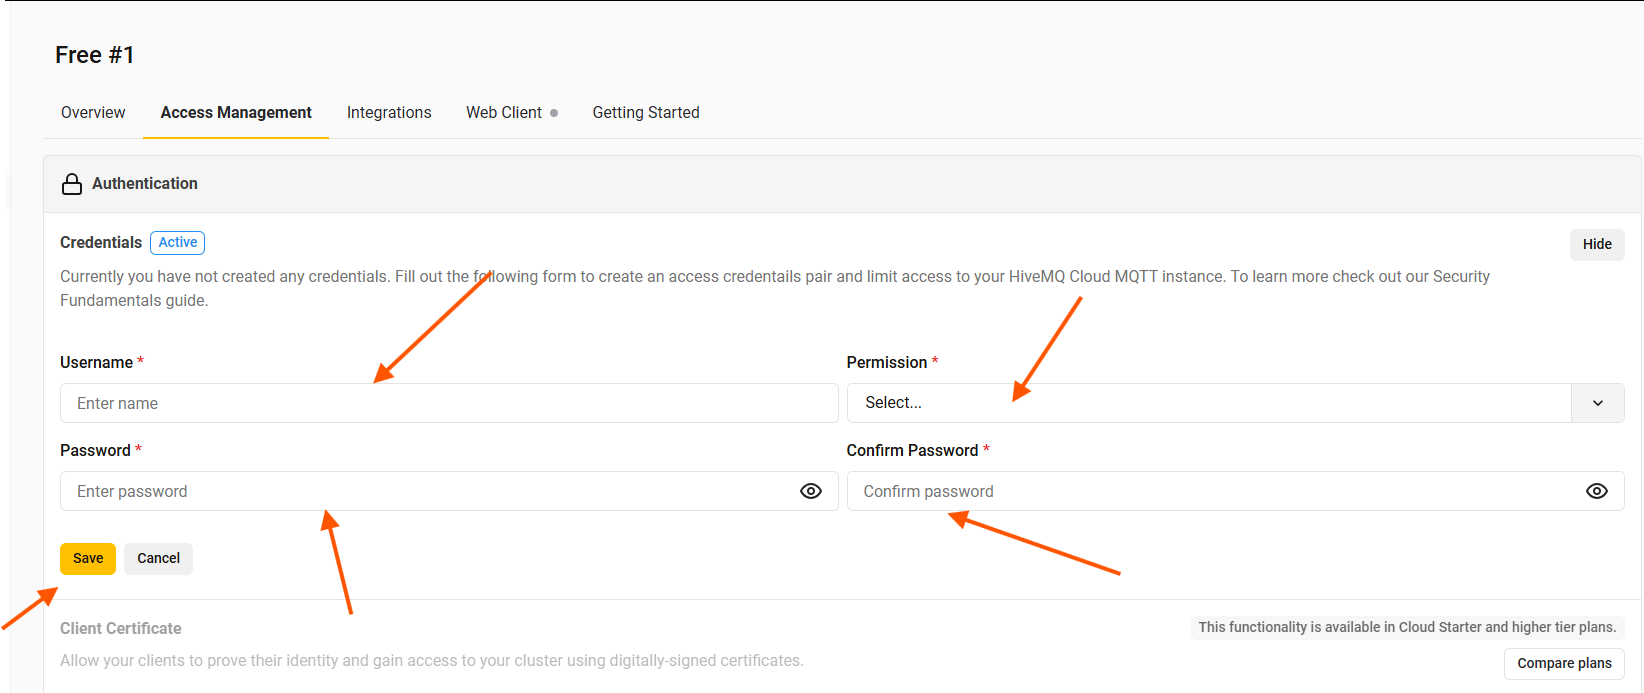 Free #1
Overview Access Management Integrations Web Client Getting Started
Authentication
Credentials Active
Hide
Currently you have not created any credentials. Fill out the following form to create an access credentails pair and limit access to your HiveMQ Cloud MQTT instance. To learn more check out our Security
Fundamentals guide.
Username * Permission *
Enter name Select...
Password * Confirm Password *
Enter password Confirm password
Save Cancel
Client Certificate This functionality is available in Cloud Starter and higher tier plans.
Allow your clients to prove their identity and gain access to your cluster using digitally-signed certificates.
Compare plans